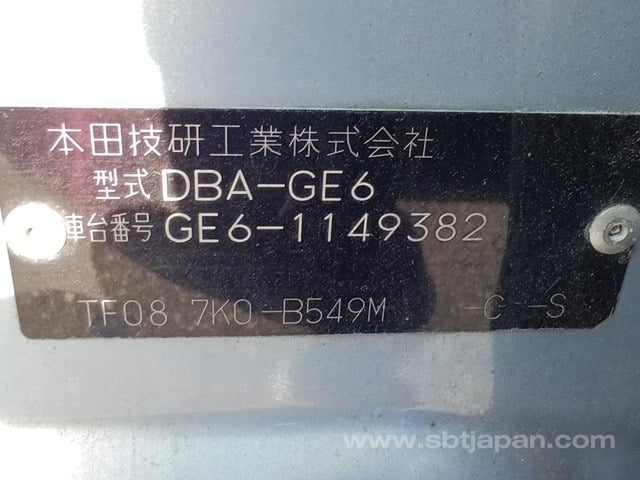 本田技研工業株式会社
型式 DBA-GE6
車台番号 GE6-1149382
TF08 7K0-B549M -C -S
www.sbtjapan.com